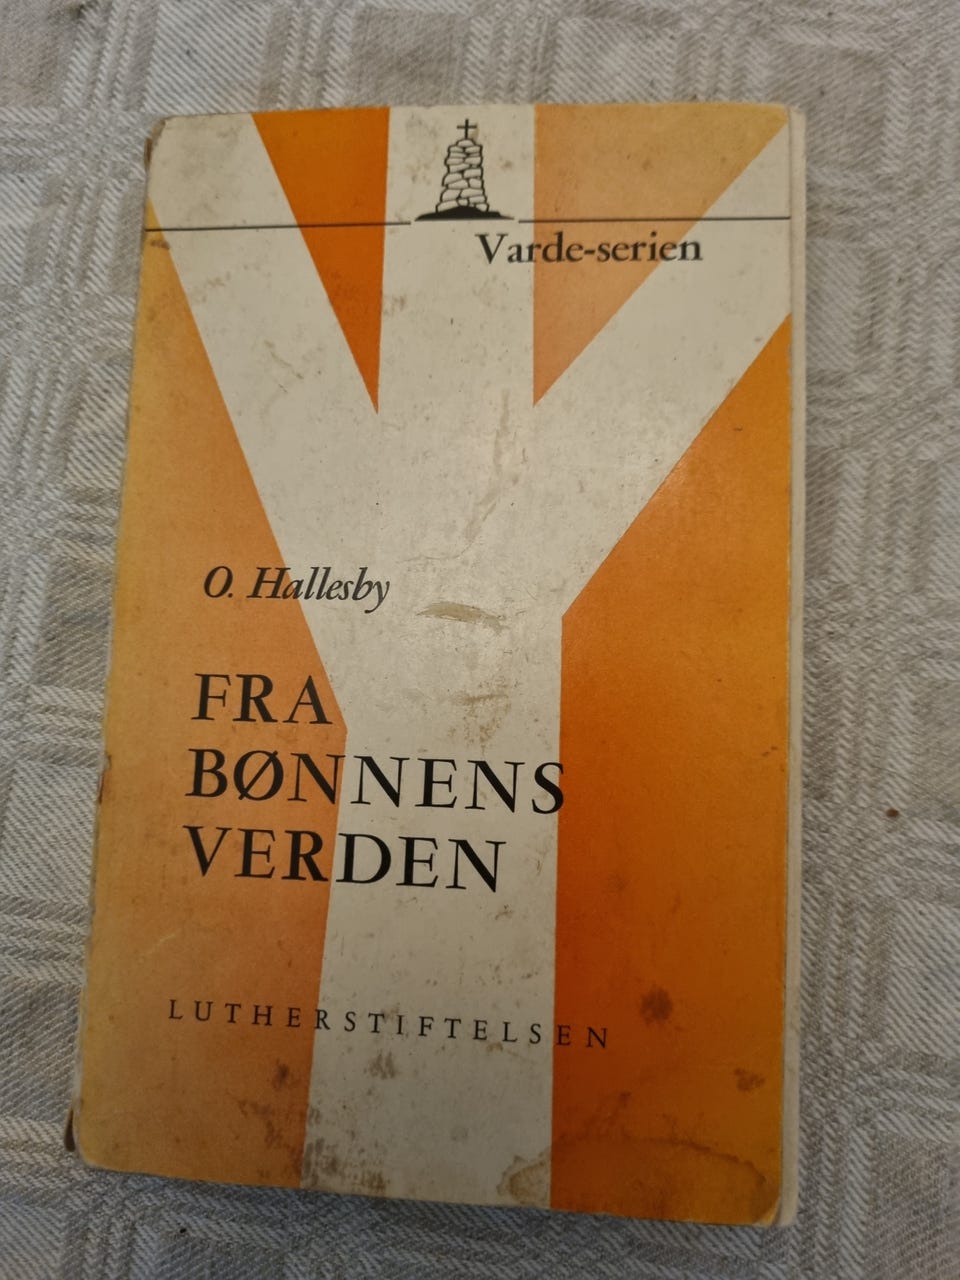 Varde-serien
O. Hallesby
FRA
BØNNENS
VERDEN
LUTHERSTIFTELSEN